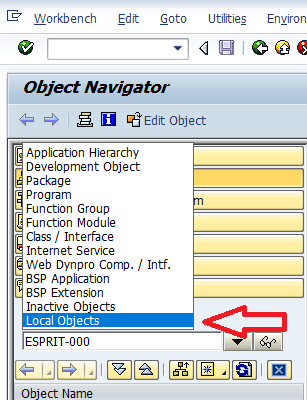 Workbench Edit Goto Utilities Environ
Object Navigator
Edit Object
Application Hierarchy
Development Object
Package
Program
Function Group
Function Module
Class / Interface
Internet Service
Web Dynpro Comp. / Intf.
BSP Application
BSP Extension
Inactive Objects
Local Objects
ESPRIT-000
Object Name